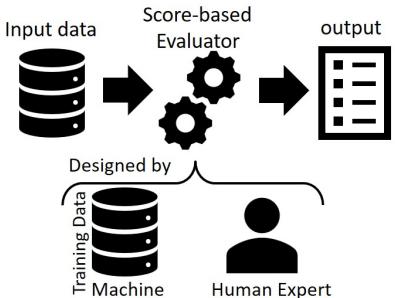 Input data
Score-based
Evaluator
output
Designed by
Training Data
Machine
Human Expert